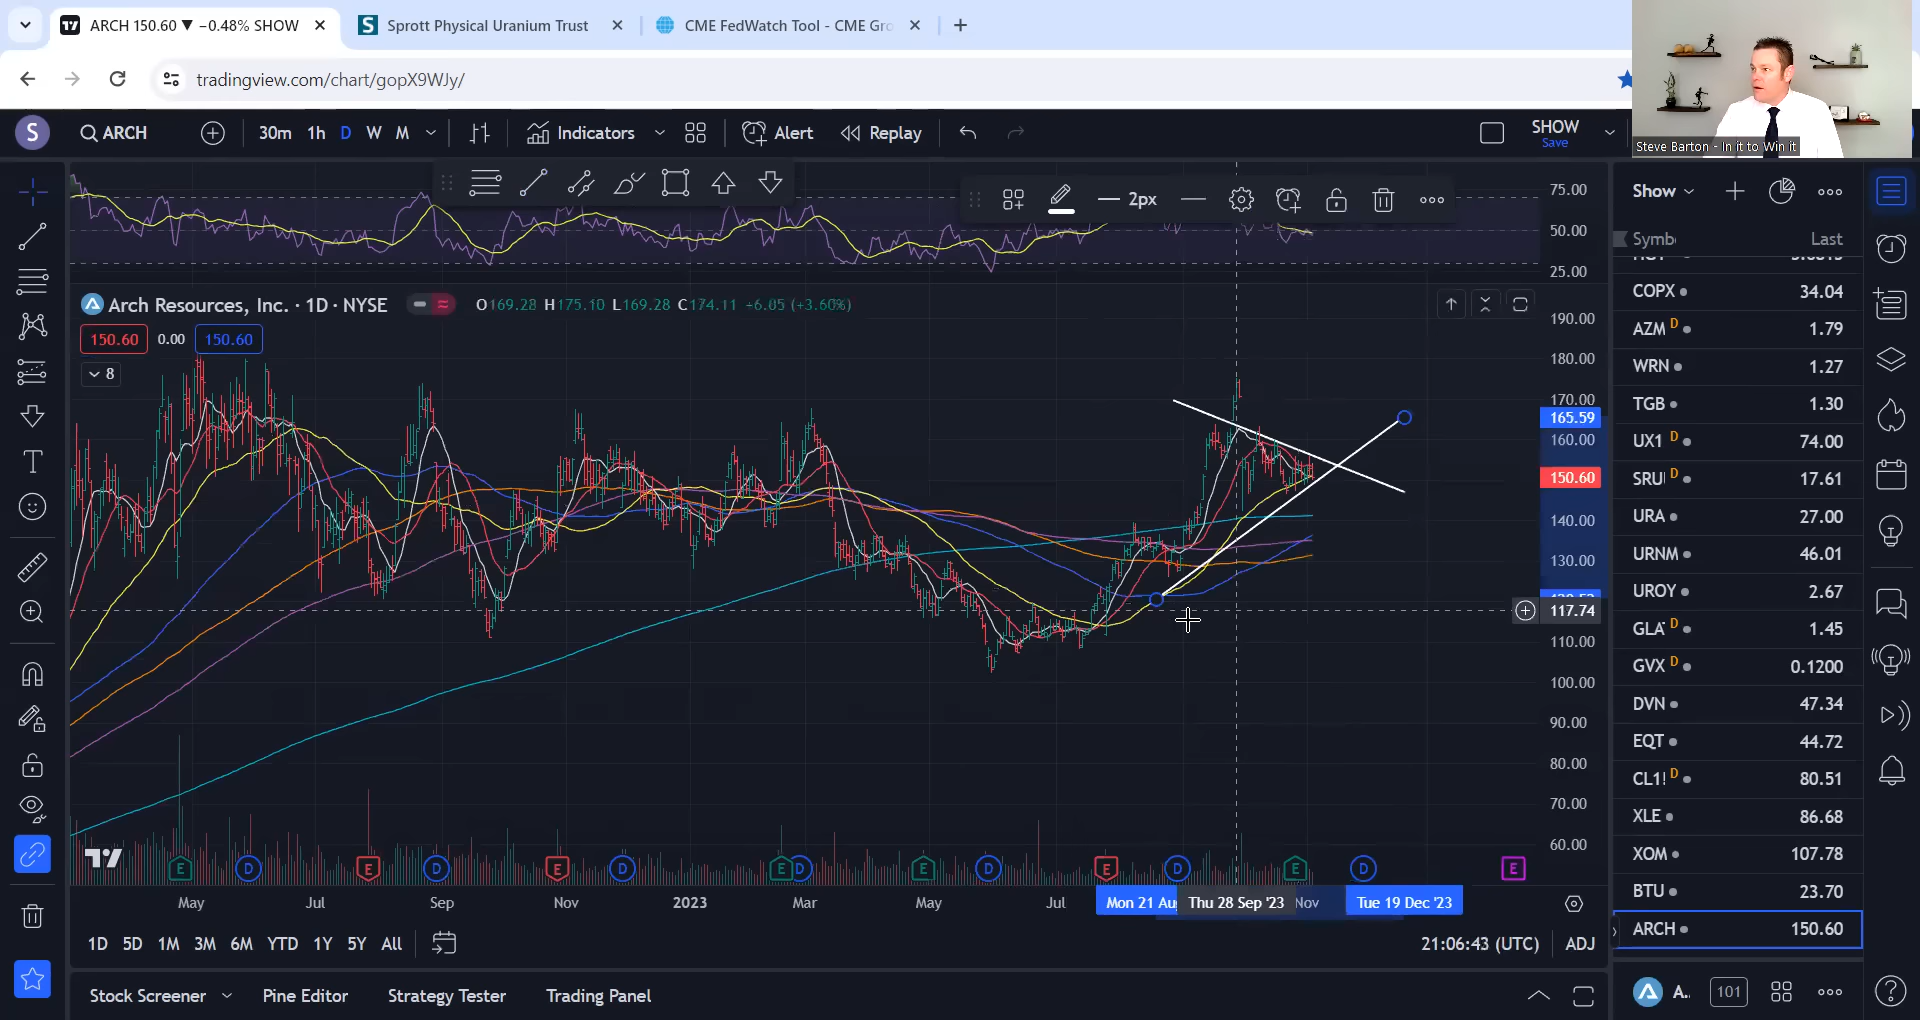 ARCH 150.60 ▼ −0.48% SHOW
Sprott Physical Uranium Trust
CME FedWatch Tool - CME Gro
tradingview.com/chart/gopX9WJy/
Steve Barton - In it to Win it
S
ARCH
30m 1h D W M
Indicators
Alert
Replay
SHOW
Save
2px
Show
Symb
Last
75.00
50.00
25.00
Arch Resources, Inc. · 1D · NYSE
O169.28 H175.10 L169.28 C174.11 +6.05 (+3.60%)
150.60 0.00 150.60
8
190.00
180.00
170.00
165.59
160.00
150.60
140.00
130.00
117.74
110.00
100.00
90.00
80.00
70.00
60.00
COPX 34.04
AZM D 1.79
WRN 1.27
TGB 1.30
UX1 D 74.00
SRU D 17.61
URA 27.00
URNM 46.01
UROY 2.67
GLA D 1.45
GVX D 0.1200
DVN 47.34
EQT 44.72
CL1! D 80.51
XLE 86.68
XOM 107.78
BTU 23.70
ARCH 150.60
E D E D E D E D E D E D E D E
May Jul Sep Nov 2023 Mar May Jul Mon 21 Au Thu 28 Sep '23 Nov Tue 19 Dec '23
1D 5D 1M 3M 6M YTD 1Y 5Y All
21:06:43 (UTC) ADJ
Stock Screener Pine Editor Strategy Tester Trading Panel
A.. 101